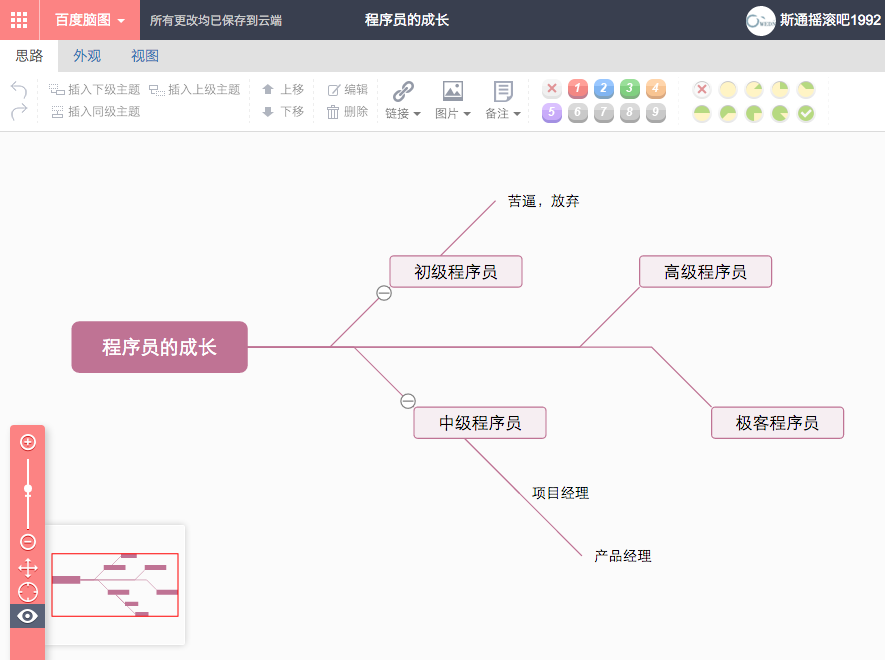 百度脑图 所有更改均已保存到云端 程序员的成长 斯通摇滚吧1992
思路 外观 视图
插入下级主题 插入上级主题 上移 编辑
插入同级主题 下移 删除 链接 图片 备注
1 2 3 4
5 6 7 8 9
苦逼，放弃
初级程序员 高级程序员
程序员的成长
中级程序员 极客程序员
项目经理
产品经理